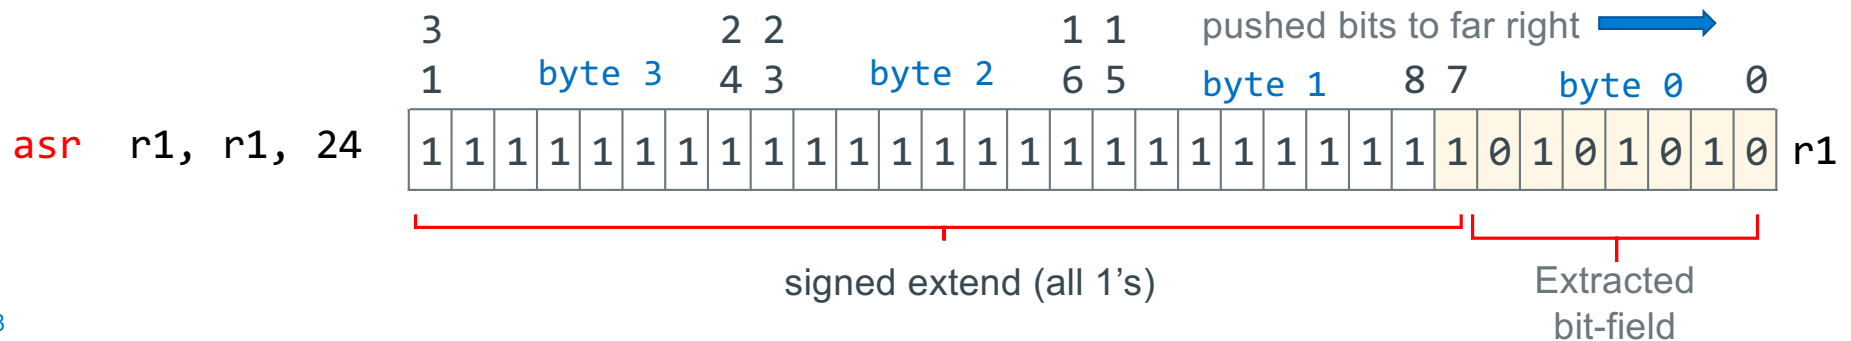 3 2 2 1 1 pushed bits to far right
1 byte 3 4 3 byte 2 6 5 byte 1 8 7 byte 0 0
asr r1, r1, 24 1 1 1 1 1 1 1 1 1 1 1 1 1 1 1 1 1 1 1 1 1 1 1 1 1 0 1 0 1 0 1 0 r1
signed extend (all 1's)
Extracted
bit-field
3